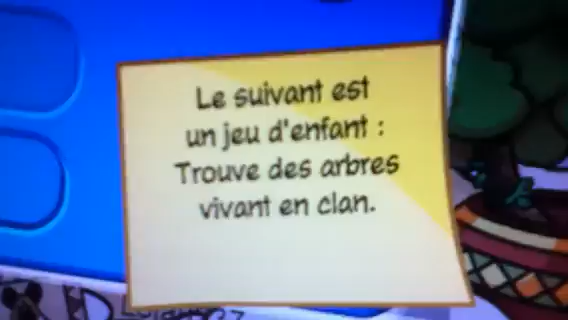 Le suivant est
un jeu d'enfant :
Trouve des arbres
vivant en clan.